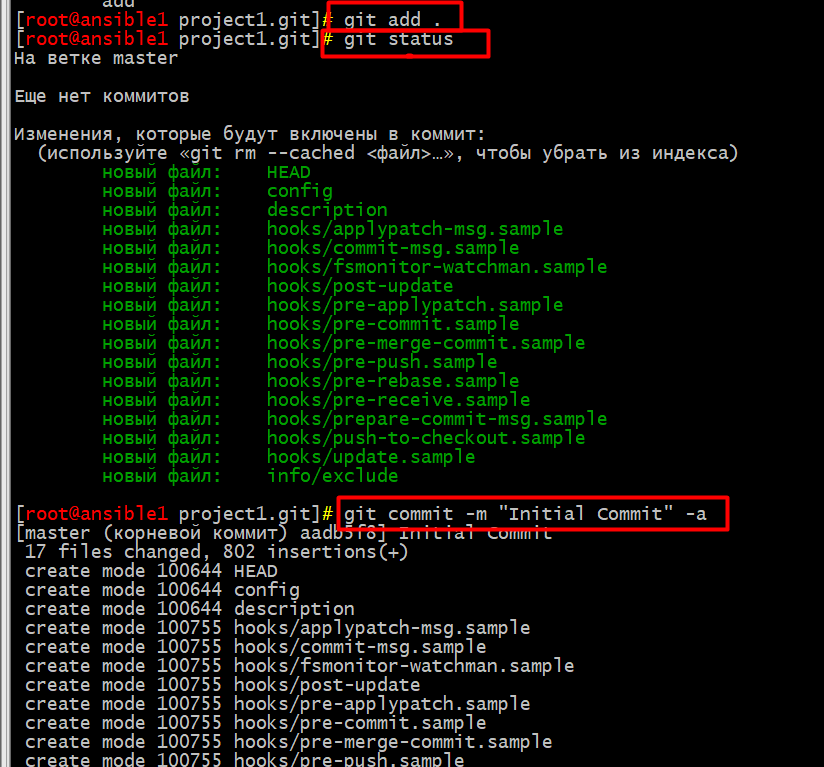 add
[root@ansible1 project1.git]# git add .
[root@ansible1 project1.git]# git status
На ветке master
Еще нет коммитов
Изменения, которые будут включены в коммит:
(используйте «git rm --cached <файл>…», чтобы убрать из индекса)
новый файл: HEAD
новый файл: config
новый файл: description
новый файл: hooks/applypatch-msg.sample
новый файл: hooks/commit-msg.sample
новый файл: hooks/fsmonitor-watchman.sample
новый файл: hooks/post-update
новый файл: hooks/pre-applypatch.sample
новый файл: hooks/pre-commit.sample
новый файл: hooks/pre-merge-commit.sample
новый файл: hooks/pre-push.sample
новый файл: hooks/pre-rebase.sample
новый файл: hooks/pre-receive.sample
новый файл: hooks/prepare-commit-msg.sample
новый файл: hooks/push-to-checkout.sample
новый файл: hooks/update.sample
новый файл: info/exclude
[root@ansible1 project1.git]# git commit -m "Initial Commit" -a
[master (корневой коммит) aadb5f8] Initial Commit
17 files changed, 802 insertions(+)
create mode 100644 HEAD
create mode 100644 config
create mode 100644 description
create mode 100755 hooks/applypatch-msg.sample
create mode 100755 hooks/commit-msg.sample
create mode 100755 hooks/fsmonitor-watchman.sample
create mode 100755 hooks/post-update
create mode 100755 hooks/pre-applypatch.sample
create mode 100755 hooks/pre-commit.sample
create mode 100755 hooks/pre-merge-commit.sample
create mode 100755 hooks/pre-push.sample